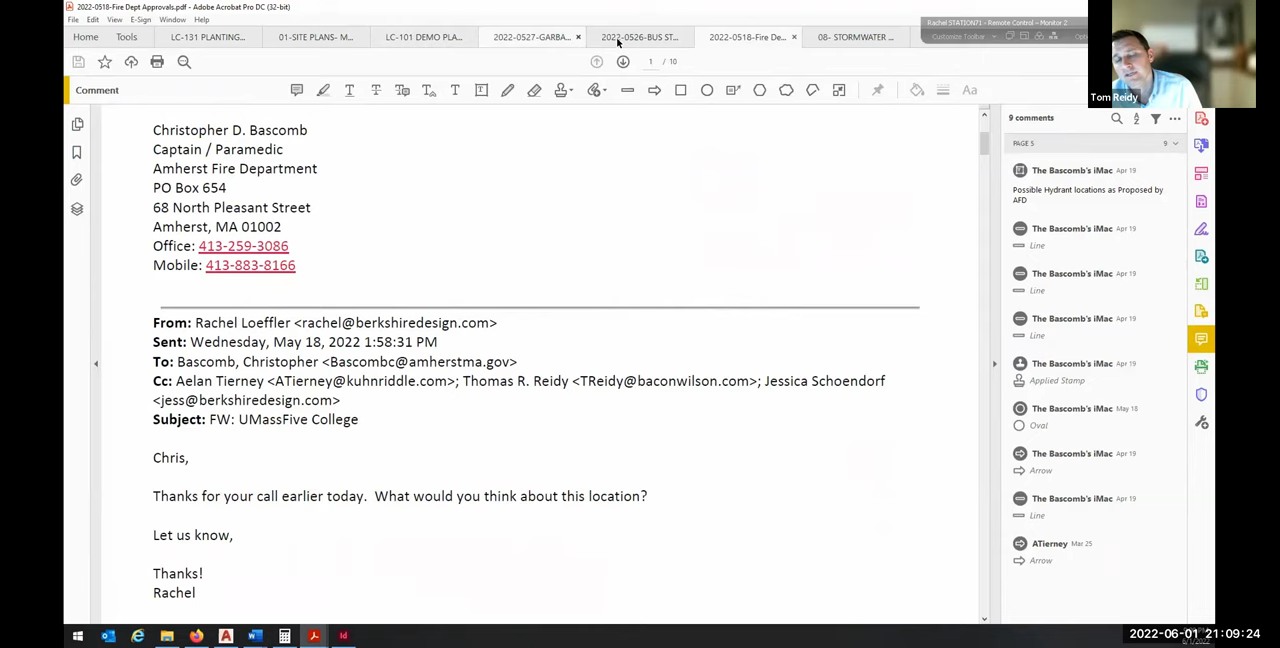 2022-0518-Fire Dept Approvals.pdf - Adobe Acrobat Pro DC (32-bit)
File Edit View E-Sign Window Help
Rachel STATION71 - Remote Control - Monitor 2
Customize Toolbar
Home Tools LC-131 PLANTING... 01-SITE PLANS- M... LC-101 DEMO PLA... 2022-0527-GARBA... × 2022-0526-BUS ST... 2022-0518-Fire De... × 08- STORMWATER ...
1 / 10
Comment
Tom Reidy
9 comments
PAGE 5 9
Christopher D. Bascomb
Captain / Paramedic
Amherst Fire Department
PO Box 654
68 North Pleasant Street
Amherst, MA 01002
Office: 413-259-3086
Mobile: 413-883-8166
From: Rachel Loeffler <rachel@berkshiredesign.com>
Sent: Wednesday, May 18, 2022 1:58:31 PM
To: Bascomb, Christopher <Bascombc@amherstma.gov>
Cc: Aelan Tierney <ATierney@kuhnriddle.com>; Thomas R. Reidy <TReidy@baconwilson.com>; Jessica Schoendorf
<jess@berkshiredesign.com>
Subject: FW: UMassFive College
Chris,
Thanks for your call earlier today. What would you think about this location?
Let us know,
Thanks!
Rachel
The Bascomb's iMac Apr 19
Possible Hydrant locations as Proposed by
AFD
The Bascomb's iMac Apr 19
Line
The Bascomb's iMac Apr 19
Line
The Bascomb's iMac Apr 19
Line
The Bascomb's iMac Apr 19
Applied Stamp
The Bascomb's iMac May 18
Oval
The Bascomb's iMac Apr 19
Arrow
The Bascomb's iMac Apr 19
Line
ATierney Mar 25
Arrow
2022-06-01 21:09:24